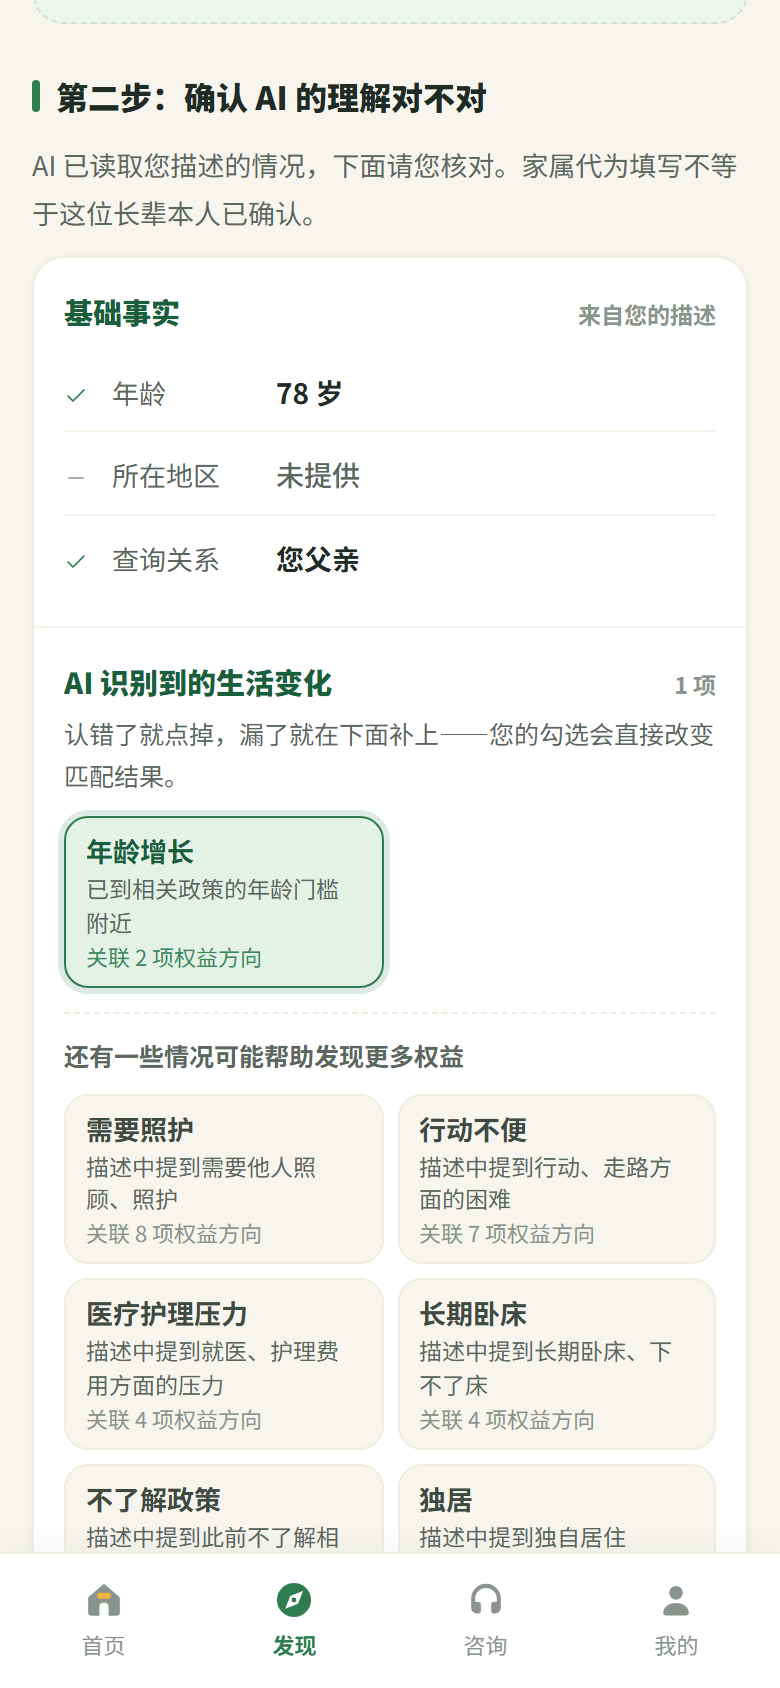 第二步：确认 AI 的理解对不对
AI 已读取您描述的情况，下面请您核对。家属代为填写不等
于这位长辈本人已确认。
基础事实 来自您的描述
年龄 78 岁
所在地区 未提供
查询关系 您父亲
AI 识别到的生活变化 1 项
认错了就点掉，漏了就在下面补上——您的勾选会直接改变
匹配结果。
年龄增长
已到相关政策的年龄门槛
附近
关联 2 项权益方向
还有一些情况可能帮助发现更多权益
需要照护
描述中提到需要他人照
顾、照护
关联 8 项权益方向
行动不便
描述中提到行动、走路方
面的困难
关联 7 项权益方向
医疗护理压力
描述中提到就医、护理费
用方面的压力
关联 4 项权益方向
长期卧床
描述中提到长期卧床、下
不了床
关联 4 项权益方向
不了解政策
描述中提到此前不了解相
独居
描述中提到独自居住
首页
发现
咨询
我的